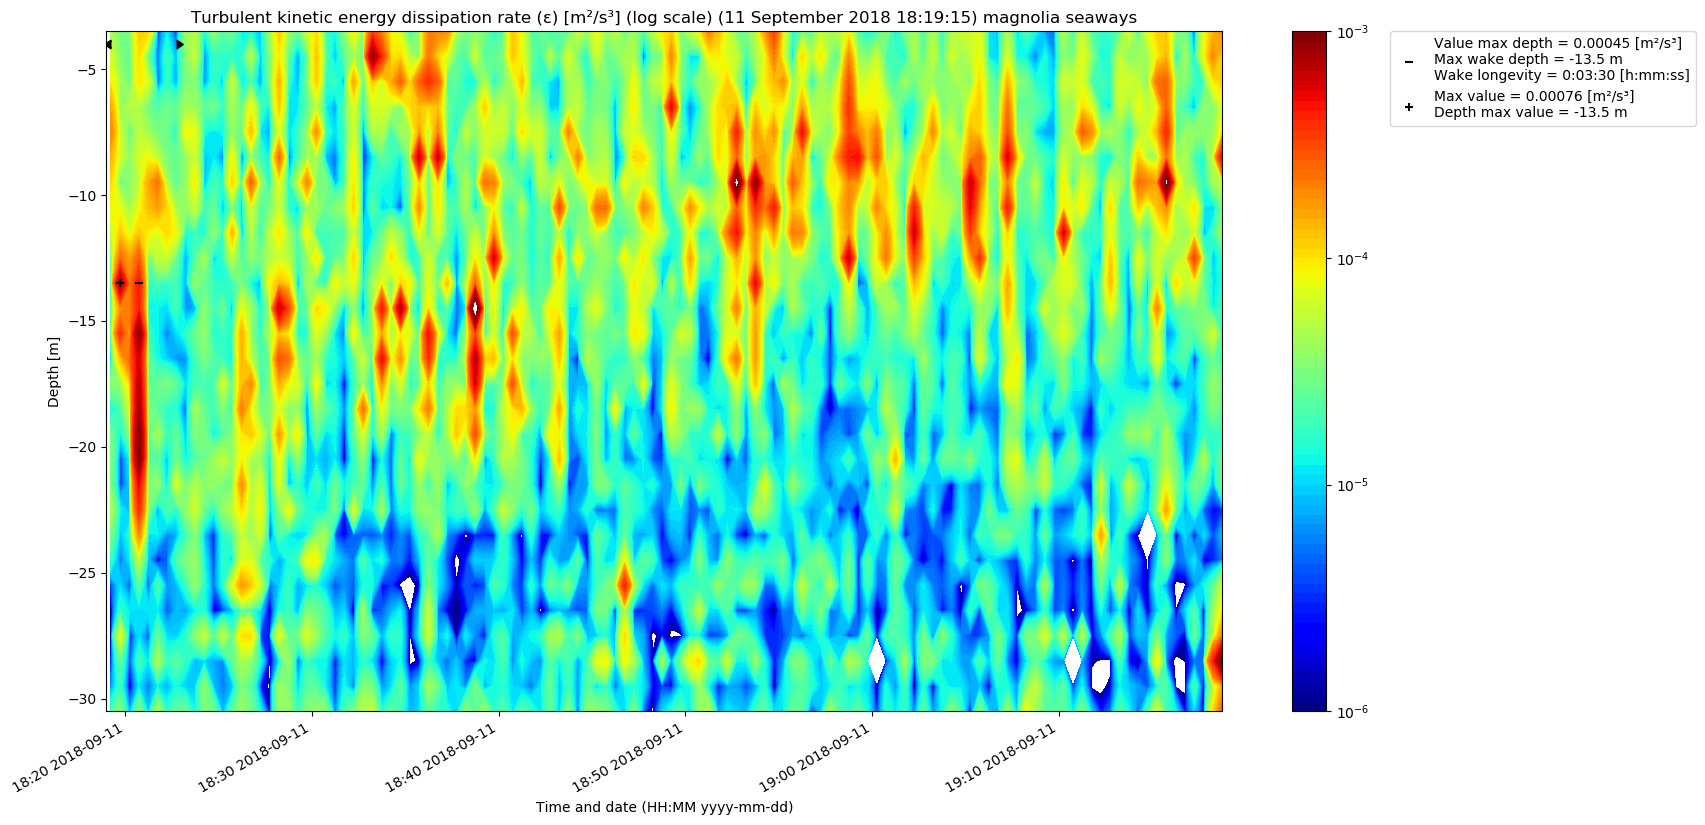 Turbulent kinetic energy dissipation rate (ε) [m²/s³] (log scale) (11 September 2018 18:19:15) magnolia seaways
−5
−10
−15
−20
−25
−30
Depth [m]
18:20 2018-09-11
18:30 2018-09-11
18:40 2018-09-11
18:50 2018-09-11
19:00 2018-09-11
19:10 2018-09-11
Time and date (HH:MM yyyy-mm-dd)
10⁻³
10⁻⁴
10⁻⁵
10⁻⁶
Value max depth = 0.00045 [m²/s³]
Max wake depth = -13.5 m
Wake longevity = 0:03:30 [h:mm:ss]
Max value = 0.00076 [m²/s³]
Depth max value = -13.5 m